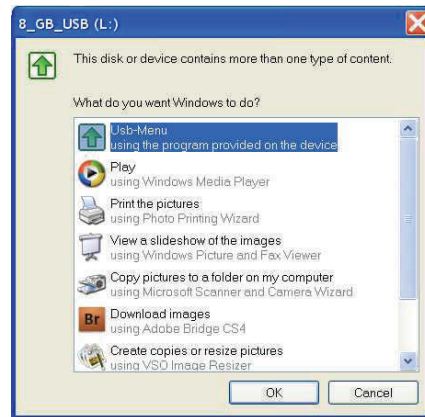 8_GB_USB (L:)
This disk or device contains more than one type of content.
What do you want Windows to do?
Usb-Menu
using the program provided on the device
Play
using Windows Media Player
Print the pictures
using Photo Printing Wizard
View a slideshow of the images
using Windows Picture and Fax Viewer
Copy pictures to a folder on my computer
using Microsoft Scanner and Camera Wizard
Br
Download images
using Adobe Bridge CS4
Create copies or resize pictures
using VSO Image Resizer
OK
Cancel